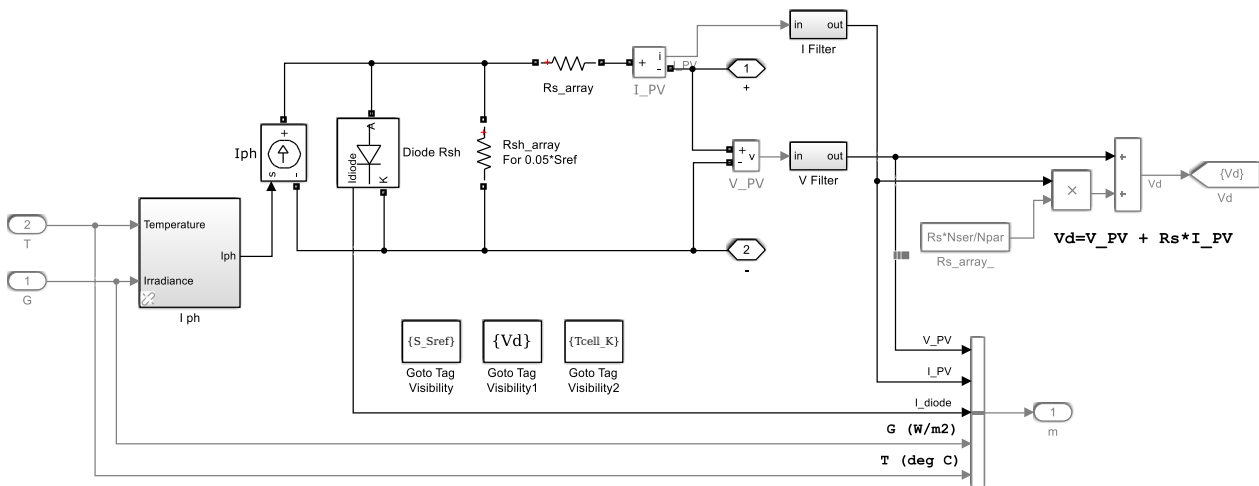 in
out
I Filter
+
i
-
I_PV
I_PV
1
+
Rs_array
Iph
+
s
-
A
Idiode
K
Diode Rsh
Rsh_array
For 0.05*Sref
+
-
v
V_PV
in
out
V Filter
÷
÷
Vd
{Vd}
Vd
×
Rs*Nser/Npar
Rs_array_
Vd=V_PV + Rs*I_PV
2
T
Temperature
Iph
1
G
Irradiance
I ph
2
-
{S_Sref}
{Vd}
{Tcell_K}
Goto Tag
Visibility
Goto Tag
Visibility1
Goto Tag
Visibility2
V_PV
I_PV
I_diode
G (W/m2)
T (deg C)
1
m